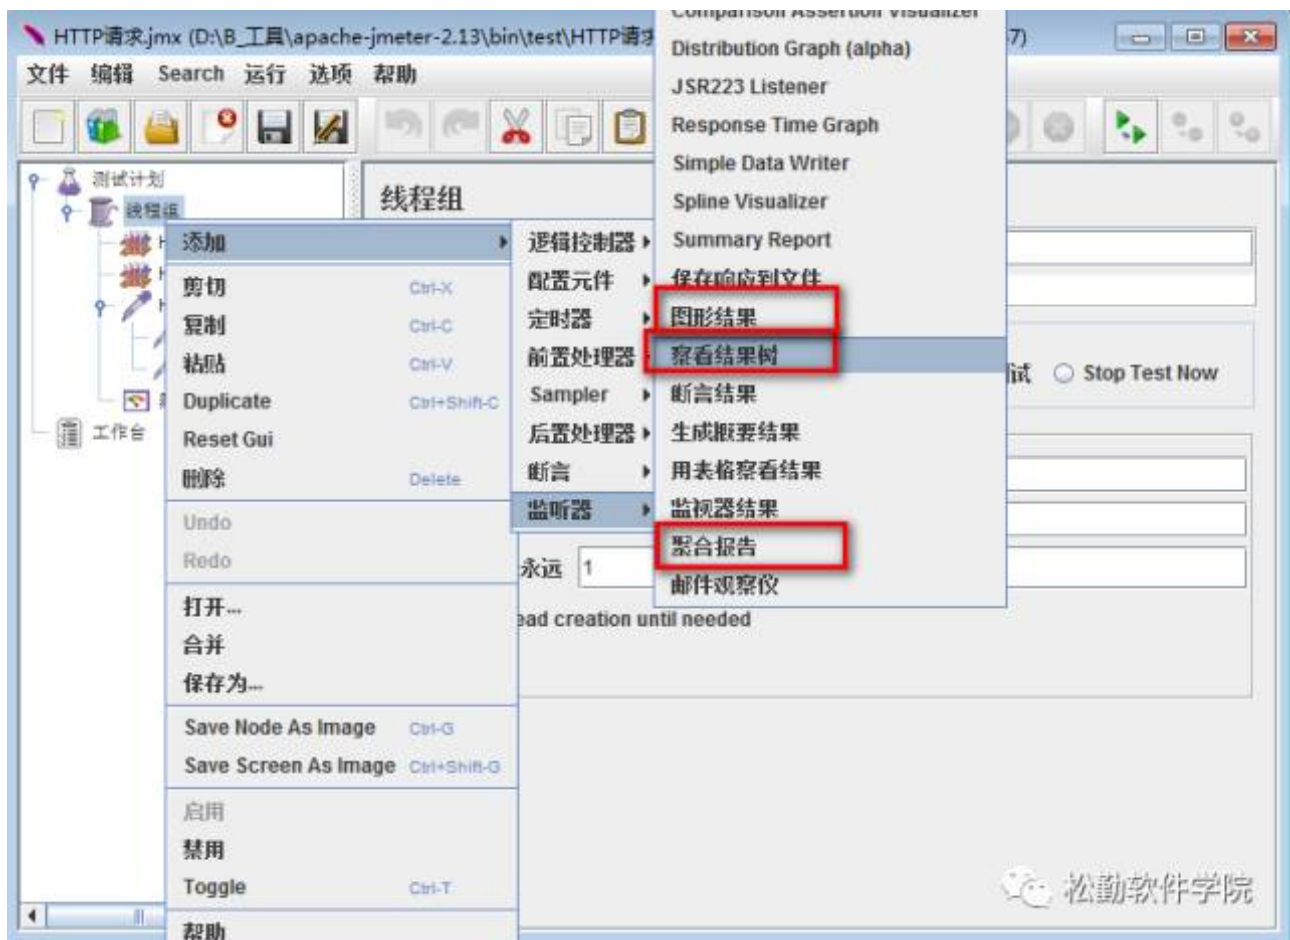 HTTP请求.jmx (D:\B_工具\apache-jmeter-2.13\bin\test\HTTP请求
7)
文件 编辑 Search 运行 选项 帮助
测试计划
线程组
工作台
线程组
添加
剪切 Ctrl-X
复制 Ctrl-C
粘贴 Ctrl-V
Duplicate Ctrl+Shift-C
Reset Gui
删除 Delete
Undo
Redo
打开...
合并
保存为...
Save Node As Image Ctrl-G
Save Screen As Image Ctrl+Shift-G
启用
禁用
Toggle Ctrl-T
帮助
逻辑控制器
配置元件
定时器
前置处理器
Sampler
后置处理器
断言
监听器
Comparison Assertion Visualizer
Distribution Graph (alpha)
JSR223 Listener
Response Time Graph
Simple Data Writer
Spline Visualizer
Summary Report
保存响应到文件
图形结果
察看结果树
断言结果
生成概要结果
用表格察看结果
监视器结果
聚合报告
邮件观察仪
试 Stop Test Now
永远 1
ead creation until needed
松勤软件学院